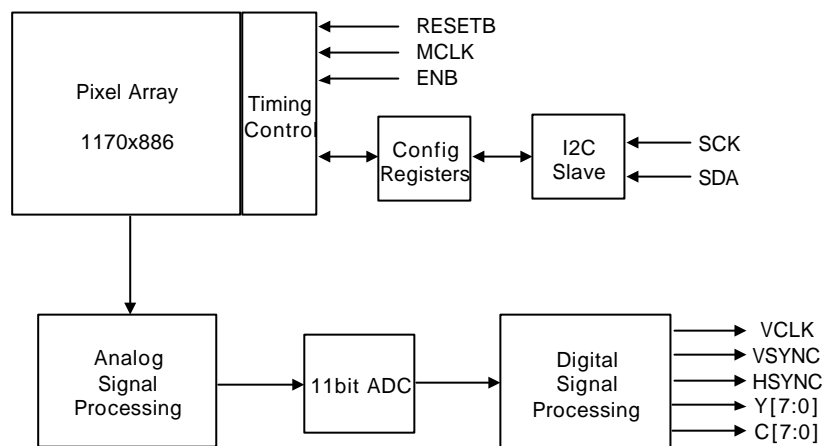 RESETB
MCLK
ENB
Pixel Array
1170x886
Timing
Control
Config
Registers
I2C
Slave
SCK
SDA
Analog
Signal
Processing
11bit ADC
Digital
Signal
Processing
VCLK
VSYNC
HSYNC
Y[7:0]
C[7:0]